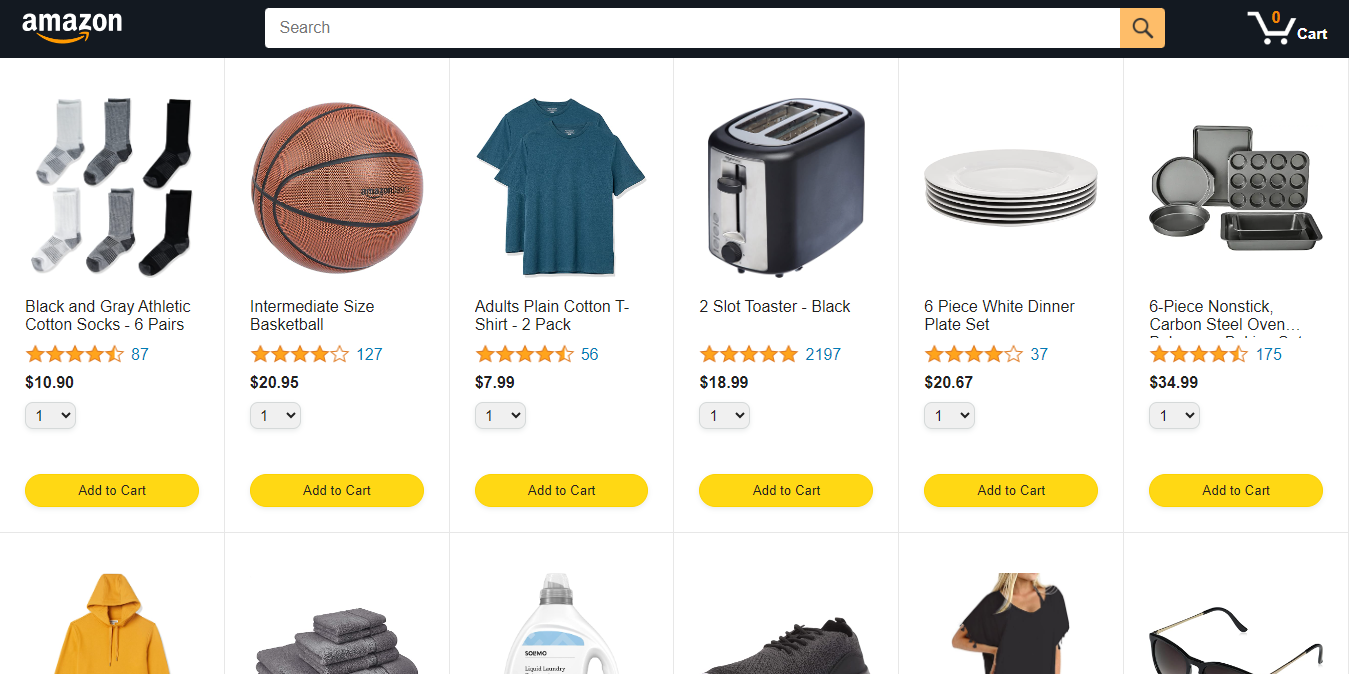 amazon
Search
0
Cart
amazonbasics
Black and Gray Athletic
Cotton Socks - 6 Pairs
87
$10.90
1
Add to Cart
Intermediate Size
Basketball
127
$20.95
1
Add to Cart
Adults Plain Cotton T-
Shirt - 2 Pack
56
$7.99
1
Add to Cart
2 Slot Toaster - Black
2197
$18.99
1
Add to Cart
6 Piece White Dinner
Plate Set
37
$20.67
1
Add to Cart
6-Piece Nonstick,
Carbon Steel Oven…
175
$34.99
1
Add to Cart
SOLIMO
Liquid Laundry